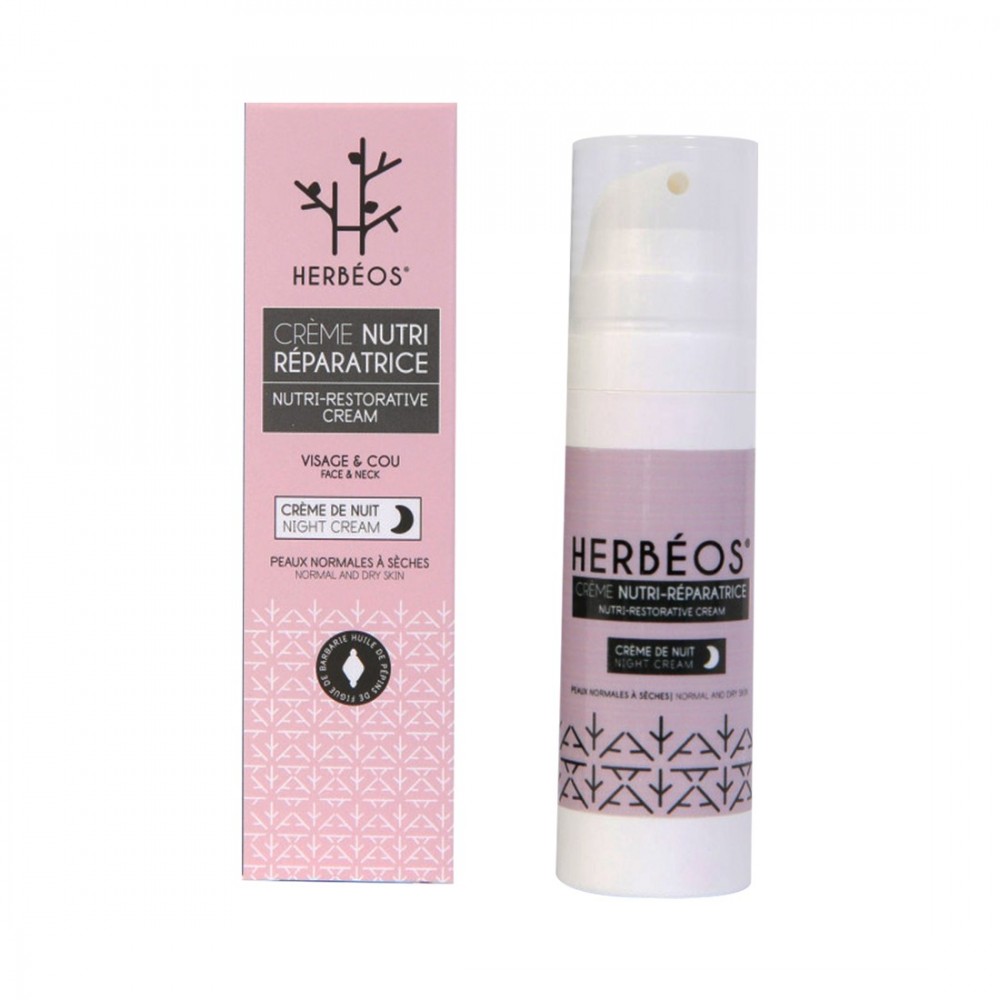 HERBÉOS®
CRÈME NUTRI
RÉPARATRICE
NUTRI-RESTORATIVE
CREAM
VISAGE & COU
FACE & NECK
CRÈME DE NUIT
NIGHT CREAM
PEAUX NORMALES À SÈCHES
NORMAL AND DRY SKIN
HUILE DE PÉPINS DE FIGUE DE BARBARIE
HERBÉOS®
CRÈME NUTRI-RÉPARATRICE
NUTRI-RESTORATIVE CREAM
CRÈME DE NUIT
NIGHT CREAM
PEAUX NORMALES À SÈCHES| NORMAL AND DRY SKIN